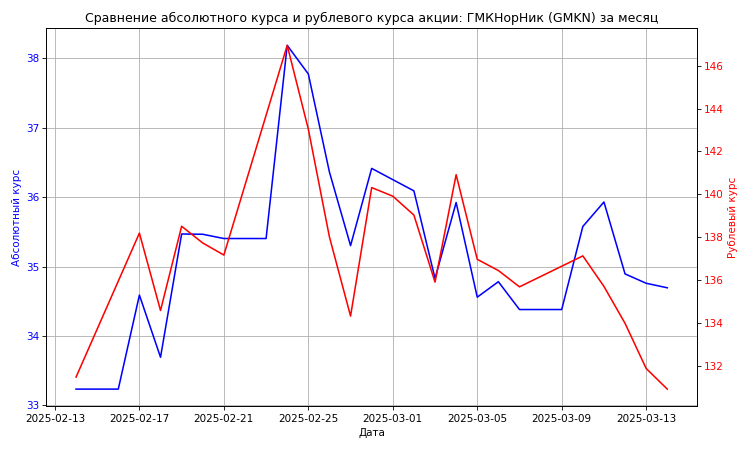 Сравнение абсолютного курса и рублевого курса акции: ГМКНорНик (GMKN) за месяц
Абсолютный курс
38
37
36
35
34
33
146
144
142
140
138
136
134
132
Рублевый курс
2025-02-13 2025-02-17 2025-02-21 2025-02-25 2025-03-01 2025-03-05 2025-03-09 2025-03-13
Дата